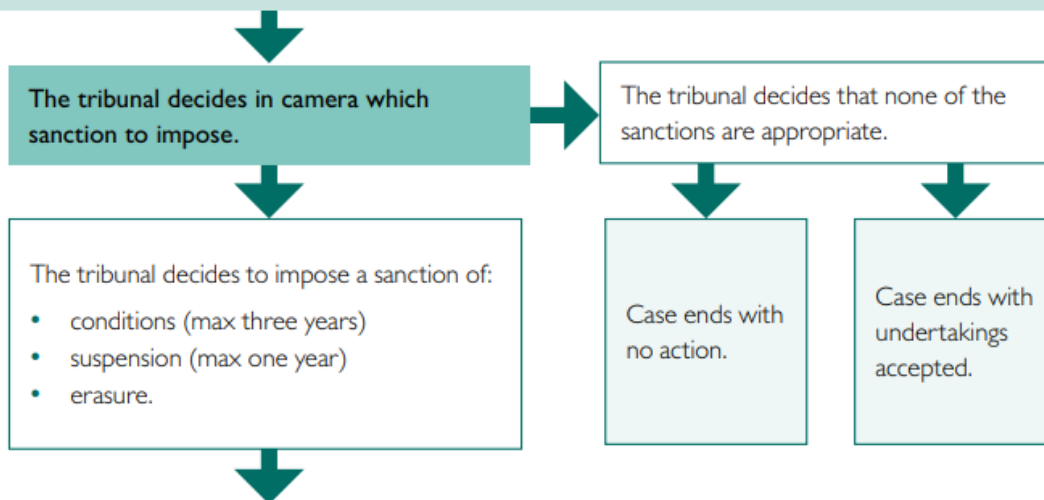 The tribunal decides in camera which
sanction to impose.
The tribunal decides that none of the
sanctions are appropriate.
The tribunal decides to impose a sanction of:
• conditions (max three years)
• suspension (max one year)
• erasure.
Case ends with
no action.
Case ends with
undertakings
accepted.